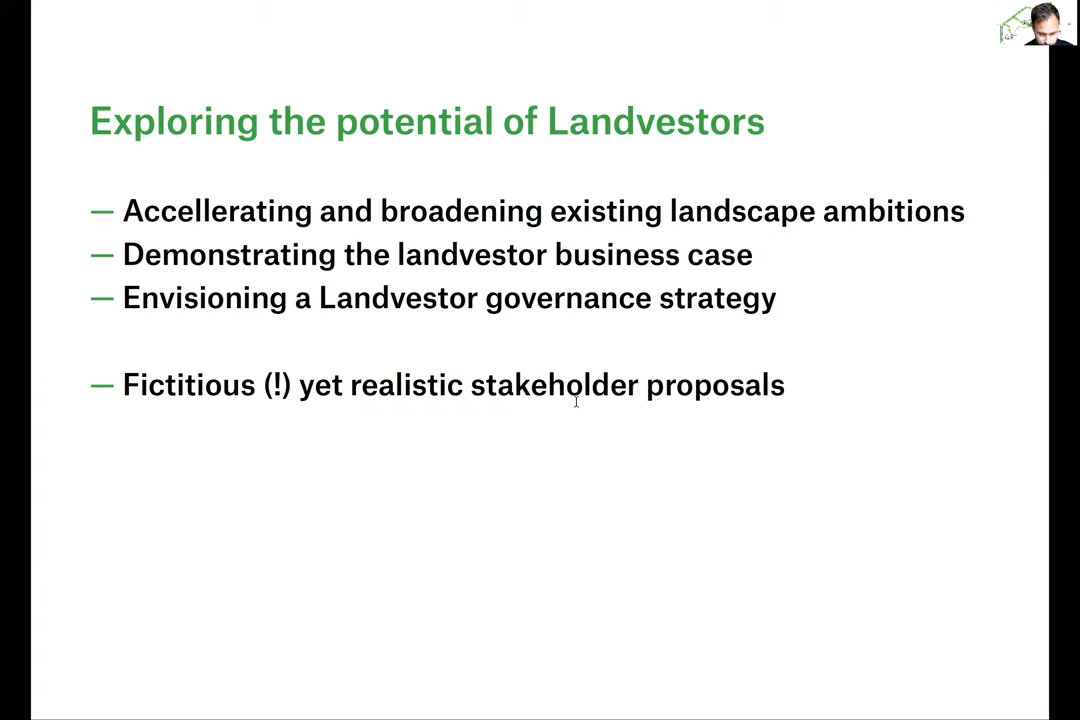 Exploring the potential of Landvestors
— Accellerating and broadening existing landscape ambitions
— Demonstrating the landvestor business case
— Envisioning a Landvestor governance strategy
— Fictitious (!) yet realistic stakeholder proposals